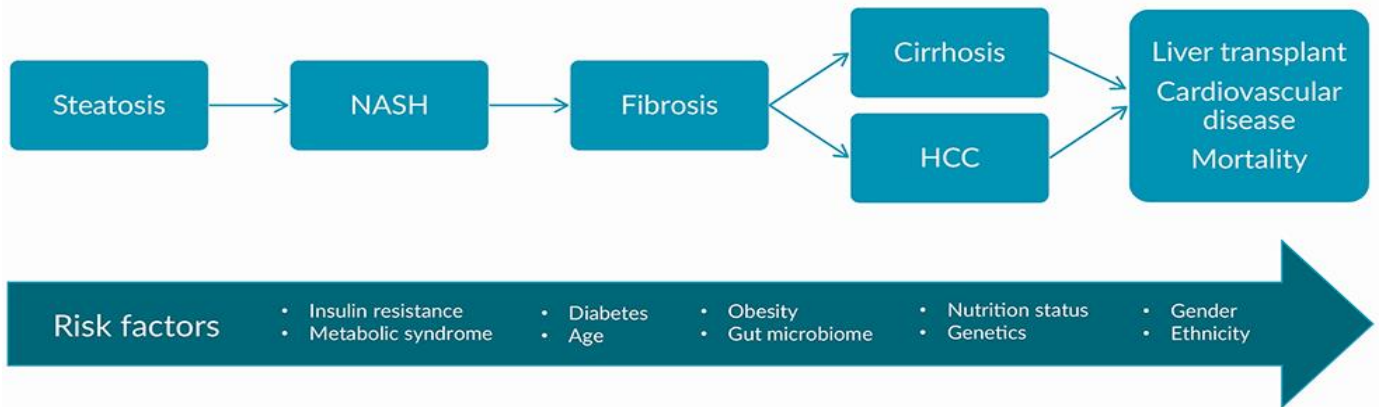 Steatosis
NASH
Fibrosis
Cirrhosis
HCC
Liver transplant
Cardiovascular
disease
Mortality
Risk factors
• Insulin resistance
• Metabolic syndrome
• Diabetes
• Age
• Obesity
• Gut microbiome
• Nutrition status
• Genetics
• Gender
• Ethnicity